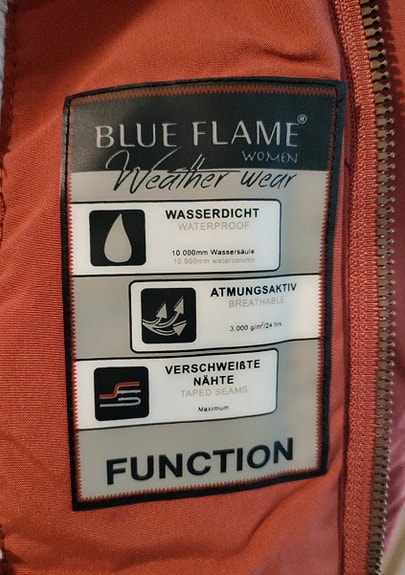 BLUE FLAME®
WOMEN
Weather wear
WASSERDICHT
WATERPROOF
10.000mm Wassersäule
10.000mm watercolumn
ATMUNGSAKTIV
BREATHABLE
3.000 g/m²/24 hrs
VERSCHWEIßTE
NÄHTE
TAPED SEAMS
Maximum
FUNCTION